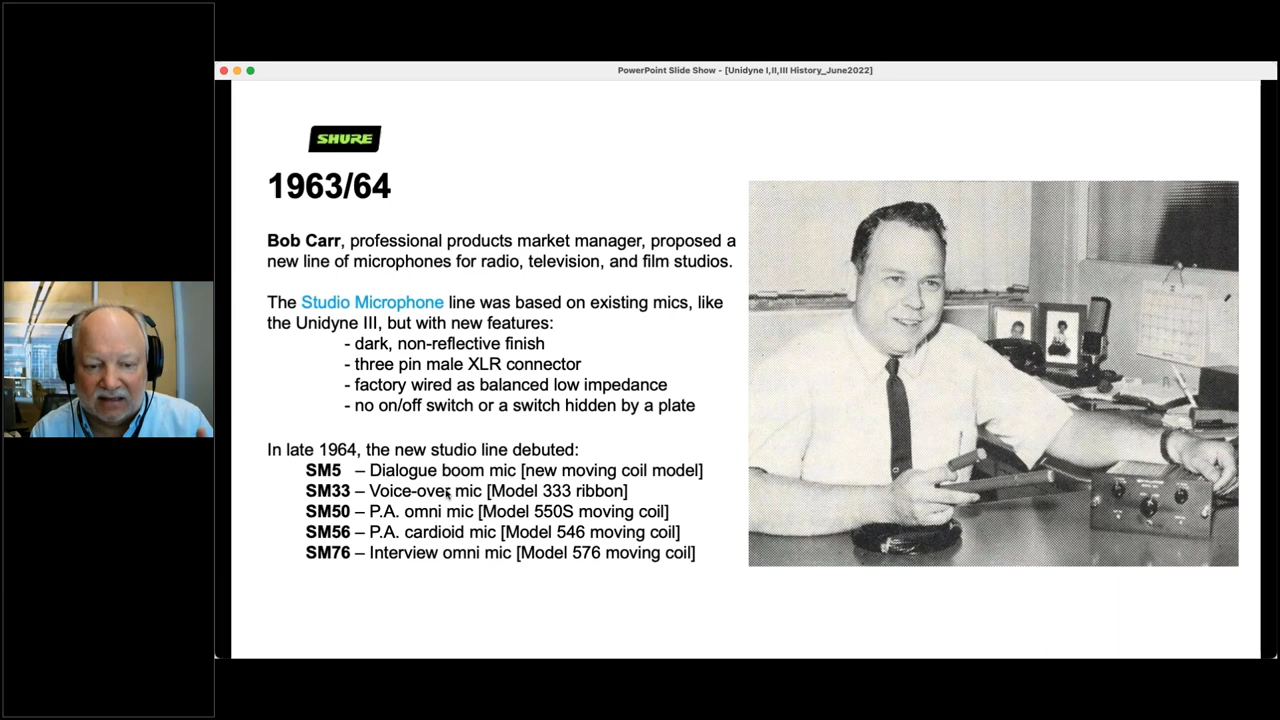 PowerPoint Slide Show - [Unidyne I,II,III History_June2022]
SHURE
1963/64
Bob Carr, professional products market manager, proposed a
new line of microphones for radio, television, and film studios.
The Studio Microphone line was based on existing mics, like
the Unidyne III, but with new features:
- dark, non-reflective finish
- three pin male XLR connector
- factory wired as balanced low impedance
- no on/off switch or a switch hidden by a plate
In late 1964, the new studio line debuted:
SM5 – Dialogue boom mic [new moving coil model]
SM33 – Voice-over mic [Model 333 ribbon]
SM50 – P.A. omni mic [Model 550S moving coil]
SM56 – P.A. cardioid mic [Model 546 moving coil]
SM76 – Interview omni mic [Model 576 moving coil]